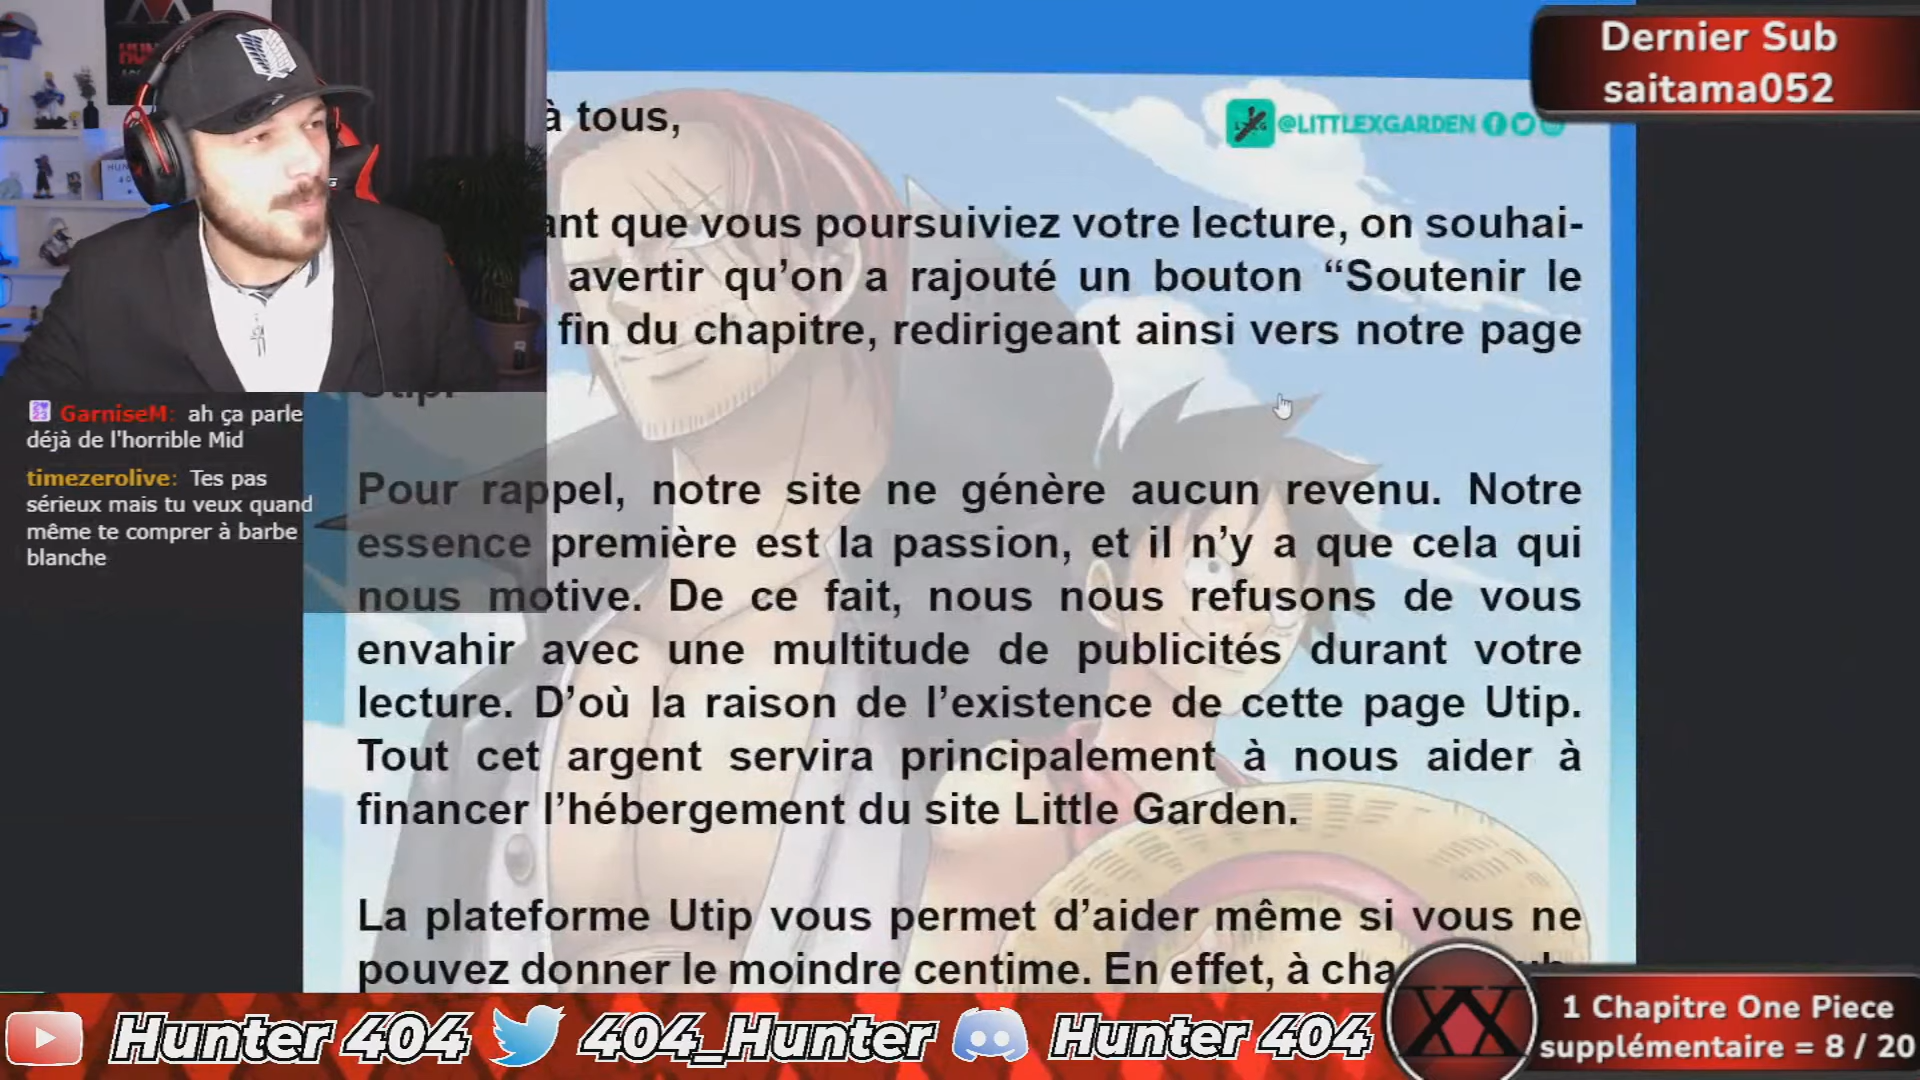 Dernier Sub
saitama052
à tous,
@LITTLEXGARDEN
ant que vous poursuiviez votre lecture, on souhai-
avertir qu’on a rajouté un bouton “Soutenir le
fin du chapitre, redirigeant ainsi vers notre page
Utip.
GarniseM: ah ça parle
déjà de l'horrible Mid
timezerolive: Tes pas
sérieux mais tu veux quand
même te comprer à barbe
blanche
Pour rappel, notre site ne génère aucun revenu. Notre
essence première est la passion, et il n’y a que cela qui
nous motive. De ce fait, nous nous refusons de vous
envahir avec une multitude de publicités durant votre
lecture. D’où la raison de l’existence de cette page Utip.
Tout cet argent servira principalement à nous aider à
financer l’hébergement du site Little Garden.
La plateforme Utip vous permet d’aider même si vous ne
pouvez donner le moindre centime. En effet, à cha
Hunter 404 404_Hunter Hunter 404
1 Chapitre One Piece
supplémentaire = 8 / 20